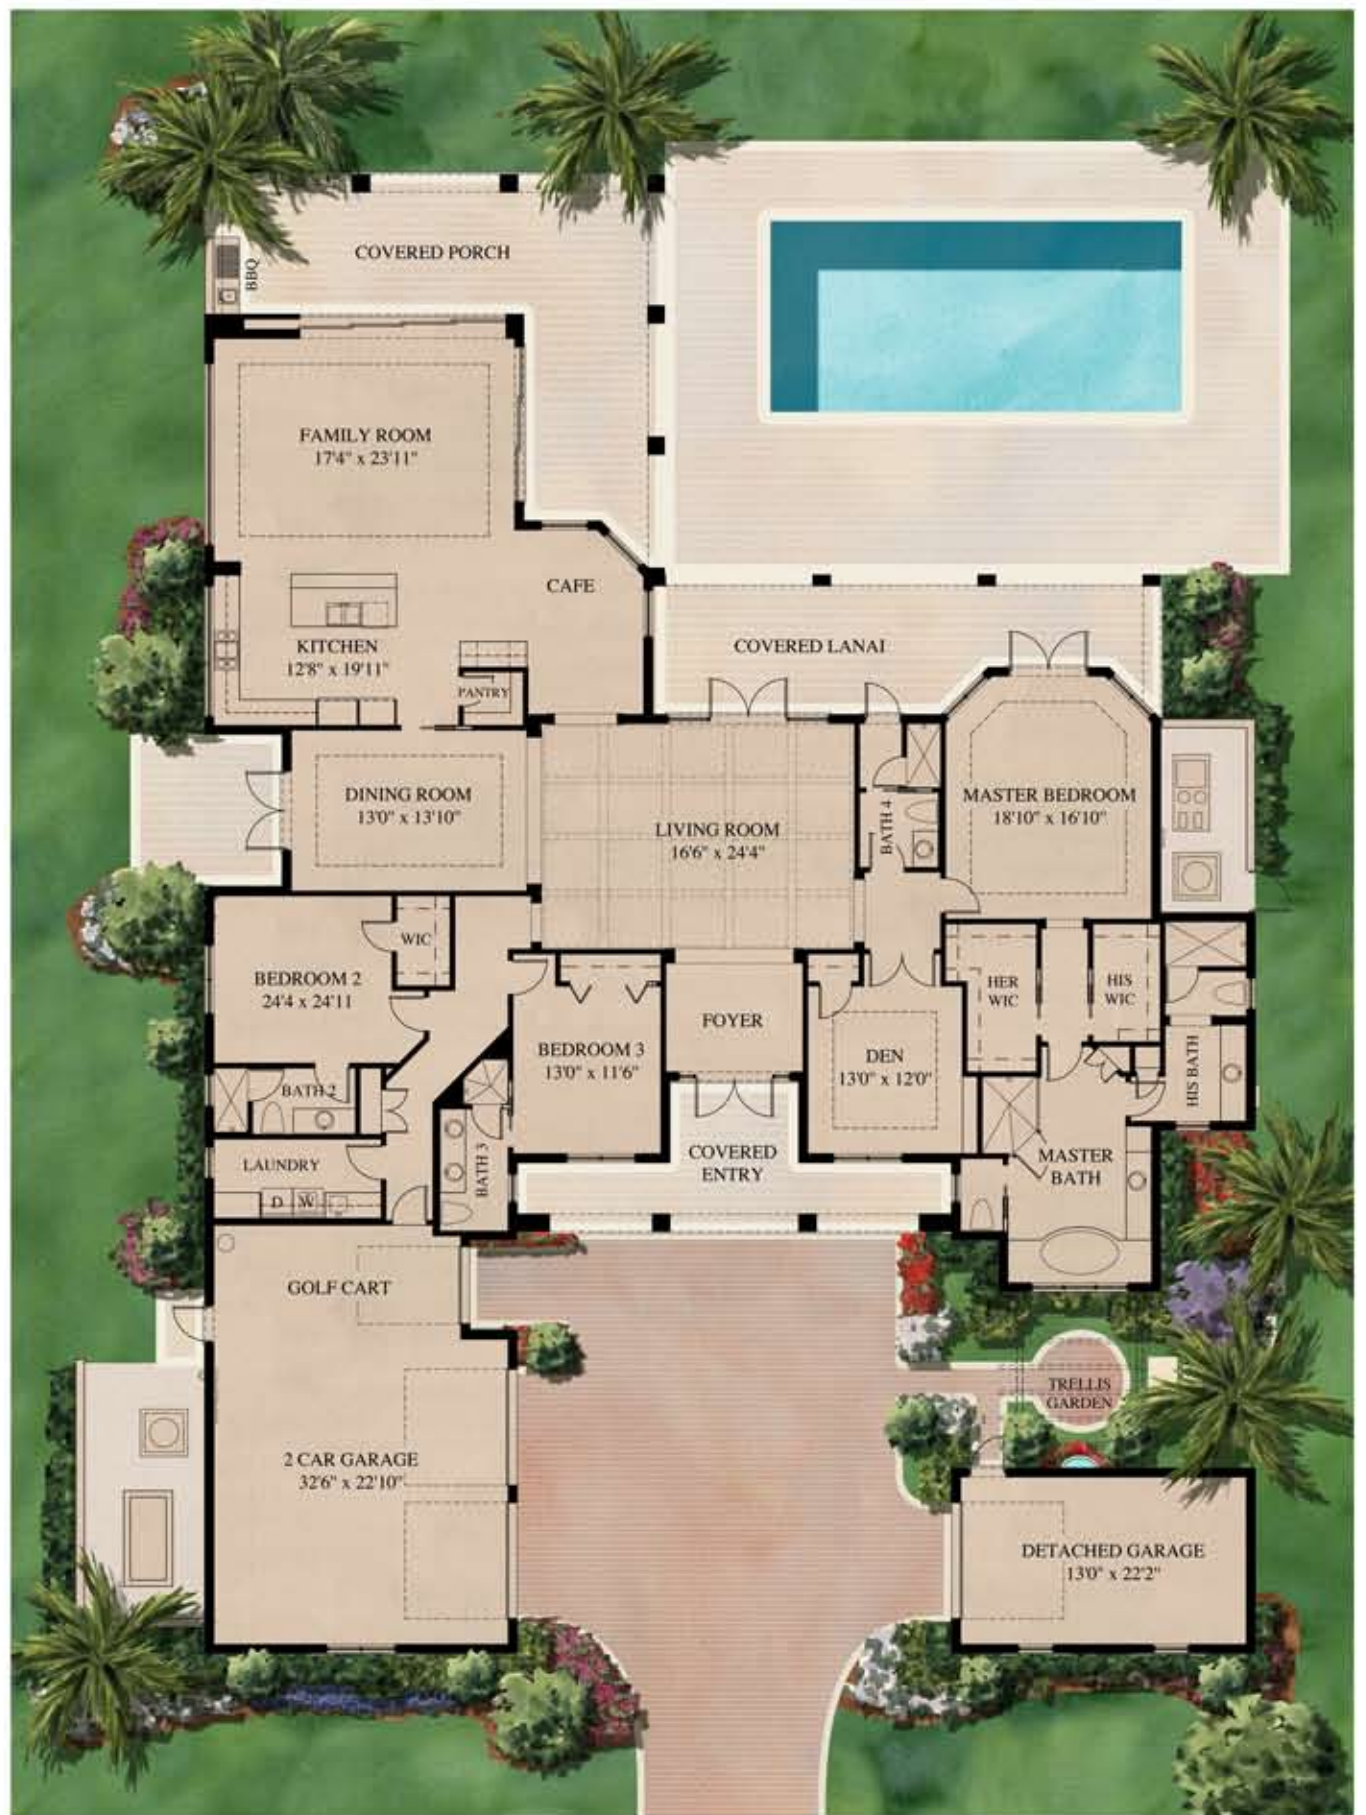 COVERED PORCH
BBQ
FAMILY ROOM
17'4" x 23'11"
CAFE
KITCHEN
12'8" x 19'11"
PANTRY
COVERED LANAI
DINING ROOM
13'0" x 13'10"
LIVING ROOM
16'6" x 24'4"
BATH 4
MASTER BEDROOM
18'10" x 16'10"
WIC
BEDROOM 2
24'4 x 24'11
HER
WIC
HIS
WIC
FOYER
BEDROOM 3
13'0" x 11'6"
DEN
13'0" x 12'0"
HIS BATH
BATH 2
LAUNDRY
D W
BATH 3
COVERED
ENTRY
MASTER
BATH
GOLF CART
TRELLIS
GARDEN
2 CAR GARAGE
32'6" x 22'10"
DETACHED GARAGE
13'0" x 22'2"